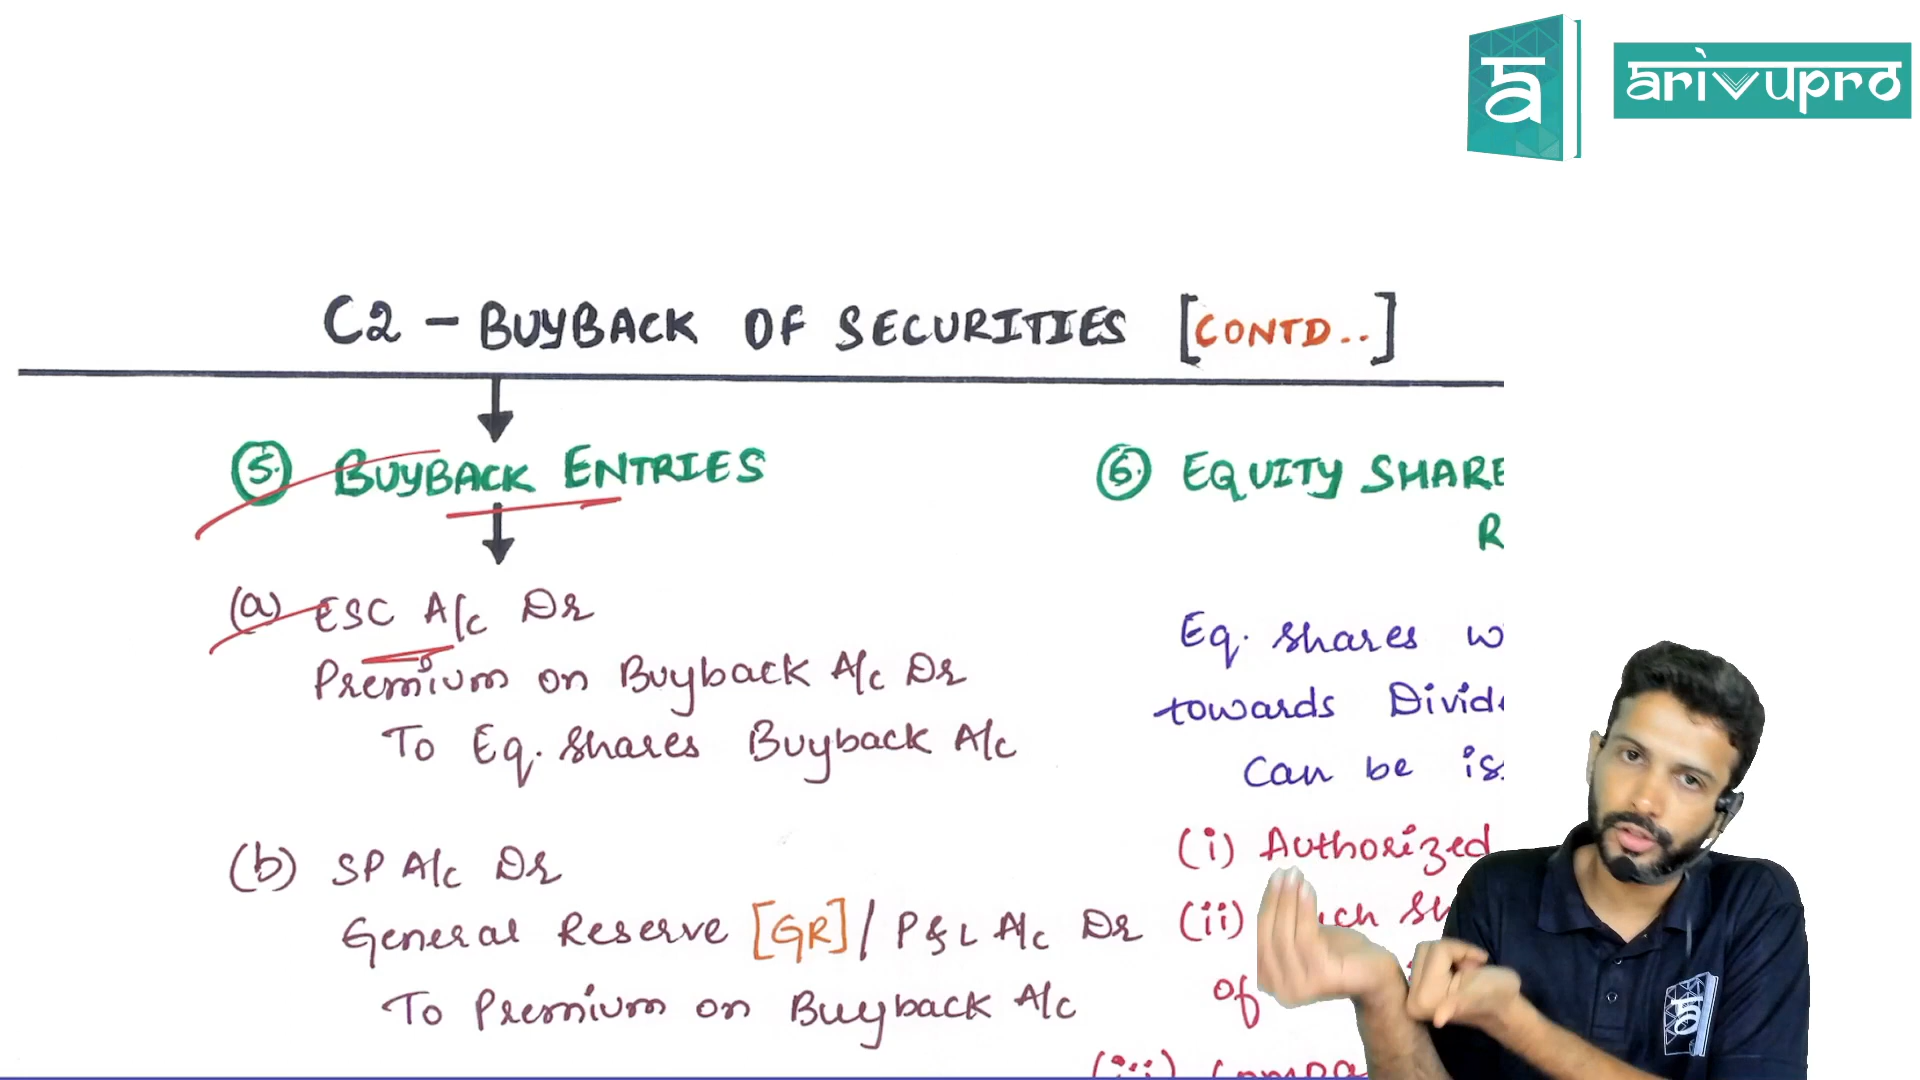 a
arivupro
C2 - BUYBACK OF SECURITIES [CONTD..]
5. BUYBACK ENTRIES
(a) ESC A/c Dr
Premium on Buyback A/c Dr
To Eq. Shares Buyback A/c
(b) SP A/c Dr
General Reserve [GR] / P & L A/c Dr
To Premium on Buyback A/c
6. EQUITY SHARE
R
Eq. shares w
towards Divid
Can be is
(i) Authorized
(ii)
of
(iii)